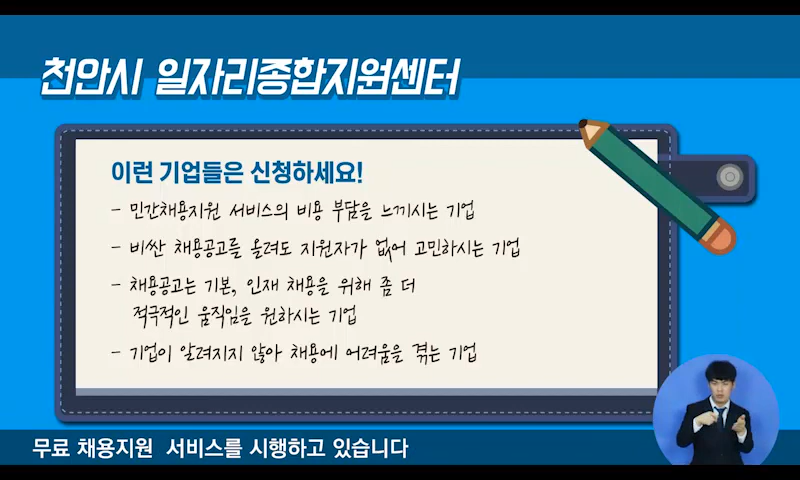 천안시 일자리종합지원센터
이런 기업들은 신청하세요!
- 민간채용지원 서비스의 비용 부담을 느끼시는 기업
- 비싼 채용공고를 올려도 지원자가 없어 고민하시는 기업
- 채용공고는 기본, 인재 채용을 위해 좀 더
적극적인 움직임을 원하시는 기업
- 기업이 알려지지 않아 채용에 어려움을 겪는 기업
무료 채용지원 서비스를 시행하고 있습니다